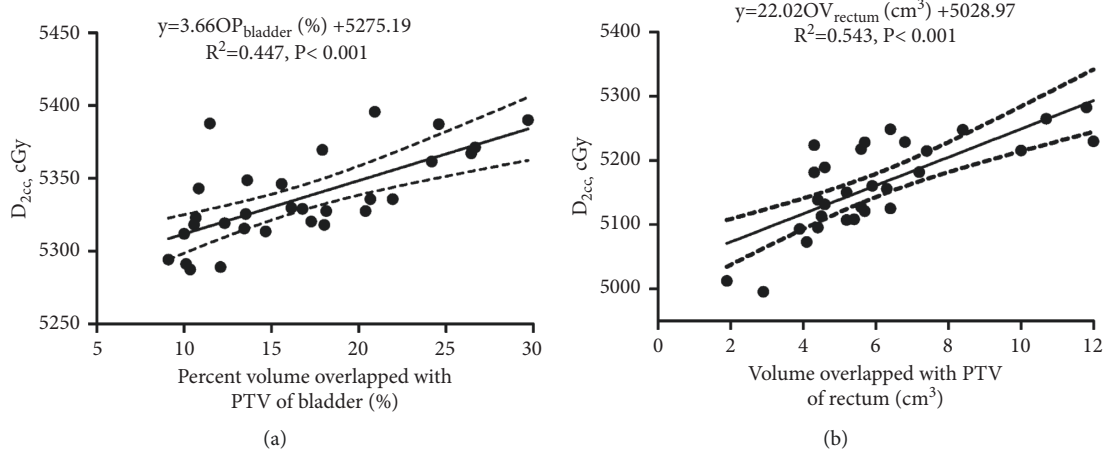 y=3.66OP_bladder (%) +5275.19
R²=0.447, P< 0.001
5450
5400
5350
5300
5250
D_2cc, cGy
5
10
15
20
25
30
Percent volume overlapped with
PTV of bladder (%)
(a)
y=22.02OV_rectum (cm³) +5028.97
R²=0.543, P< 0.001
5400
5300
5200
5100
5000
D_2cc, cGy
0
2
4
6
8
10
12
Volume overlapped with PTV
of rectum (cm³)
(b)